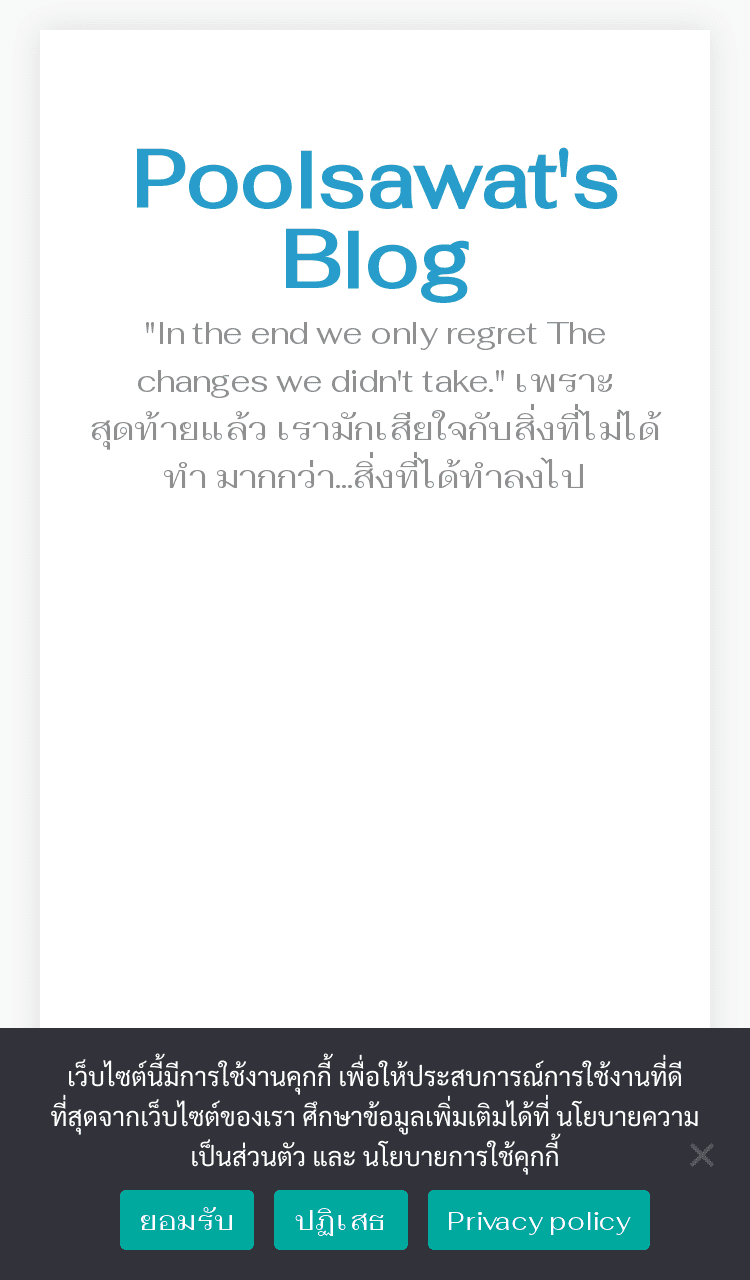 Poolsawat's
Blog
"In the end we only regret The
changes we didn't take." เพราะ
สุดท้ายแล้ว เรามักเสียใจกับสิ่งที่ไม่ได้
ทำ มากกว่า...สิ่งที่ได้ทำลงไป
เว็บไซต์นี้มีการใช้งานคุกกี้ เพื่อให้ประสบการณ์การใช้งานที่ดี
ที่สุดจากเว็บไซต์ของเรา ศึกษาข้อมูลเพิ่มเติมได้ที่ นโยบายความ
เป็นส่วนตัว และ นโยบายการใช้คุกกี้
ยอมรับ ปฏิเสธ Privacy policy